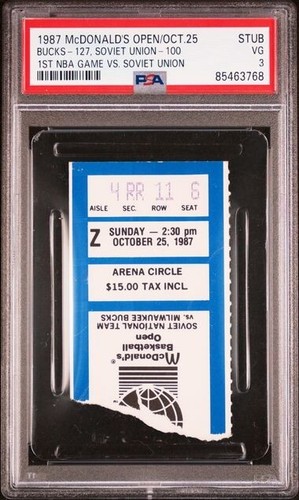 1987 McDONALD'S OPEN/OCT.25 STUB
BUCKS - 127, SOVIET UNION - 100 VG
1ST NBA GAME VS. SOVIET UNION 3
PSA 85463768
4 RR 11 6
AISLE SEC. ROW SEAT
Z SUNDAY — 2:30 pm
OCTOBER 25, 1987
ARENA CIRCLE
$15.00 TAX INCL.
McDonald's
Basketball
Open
SOVIET NATIONAL TEAM
vs. MILWAUKEE BUCKS